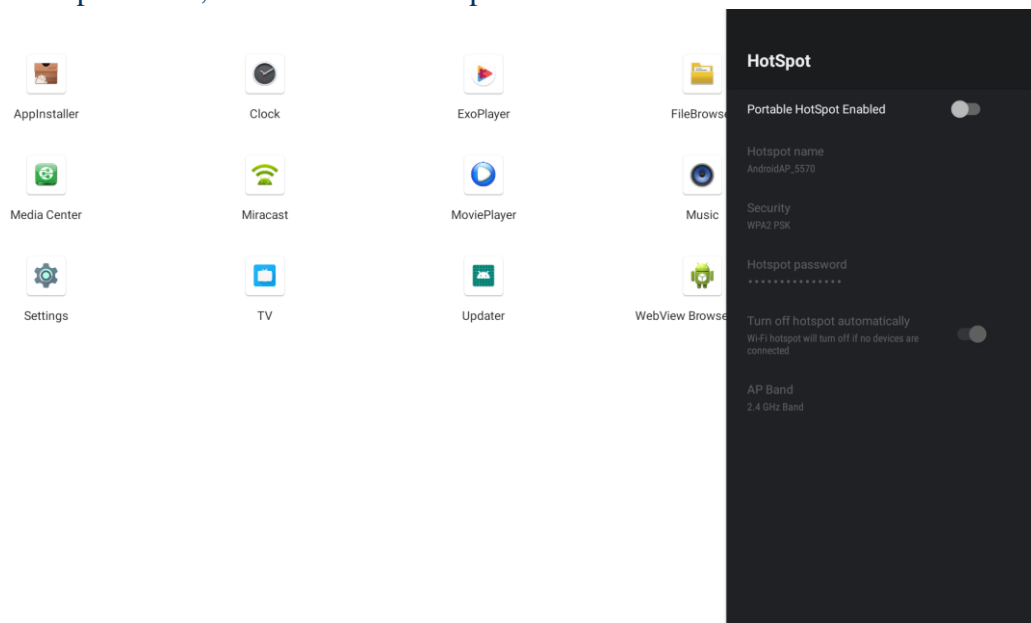 AppInstaller
Clock
ExoPlayer
FileBrowse
Media Center
Miracast
MoviePlayer
Music
Settings
TV
Updater
WebView Browse
HotSpot
Portable HotSpot Enabled
Hotspot name
AndroidAP_5570
Security
WPA2 PSK
Hotspot password
•••••••••••••••
Turn off hotspot automatically
Wi-Fi hotspot will turn off if no devices are
connected
AP Band
2.4 GHz Band